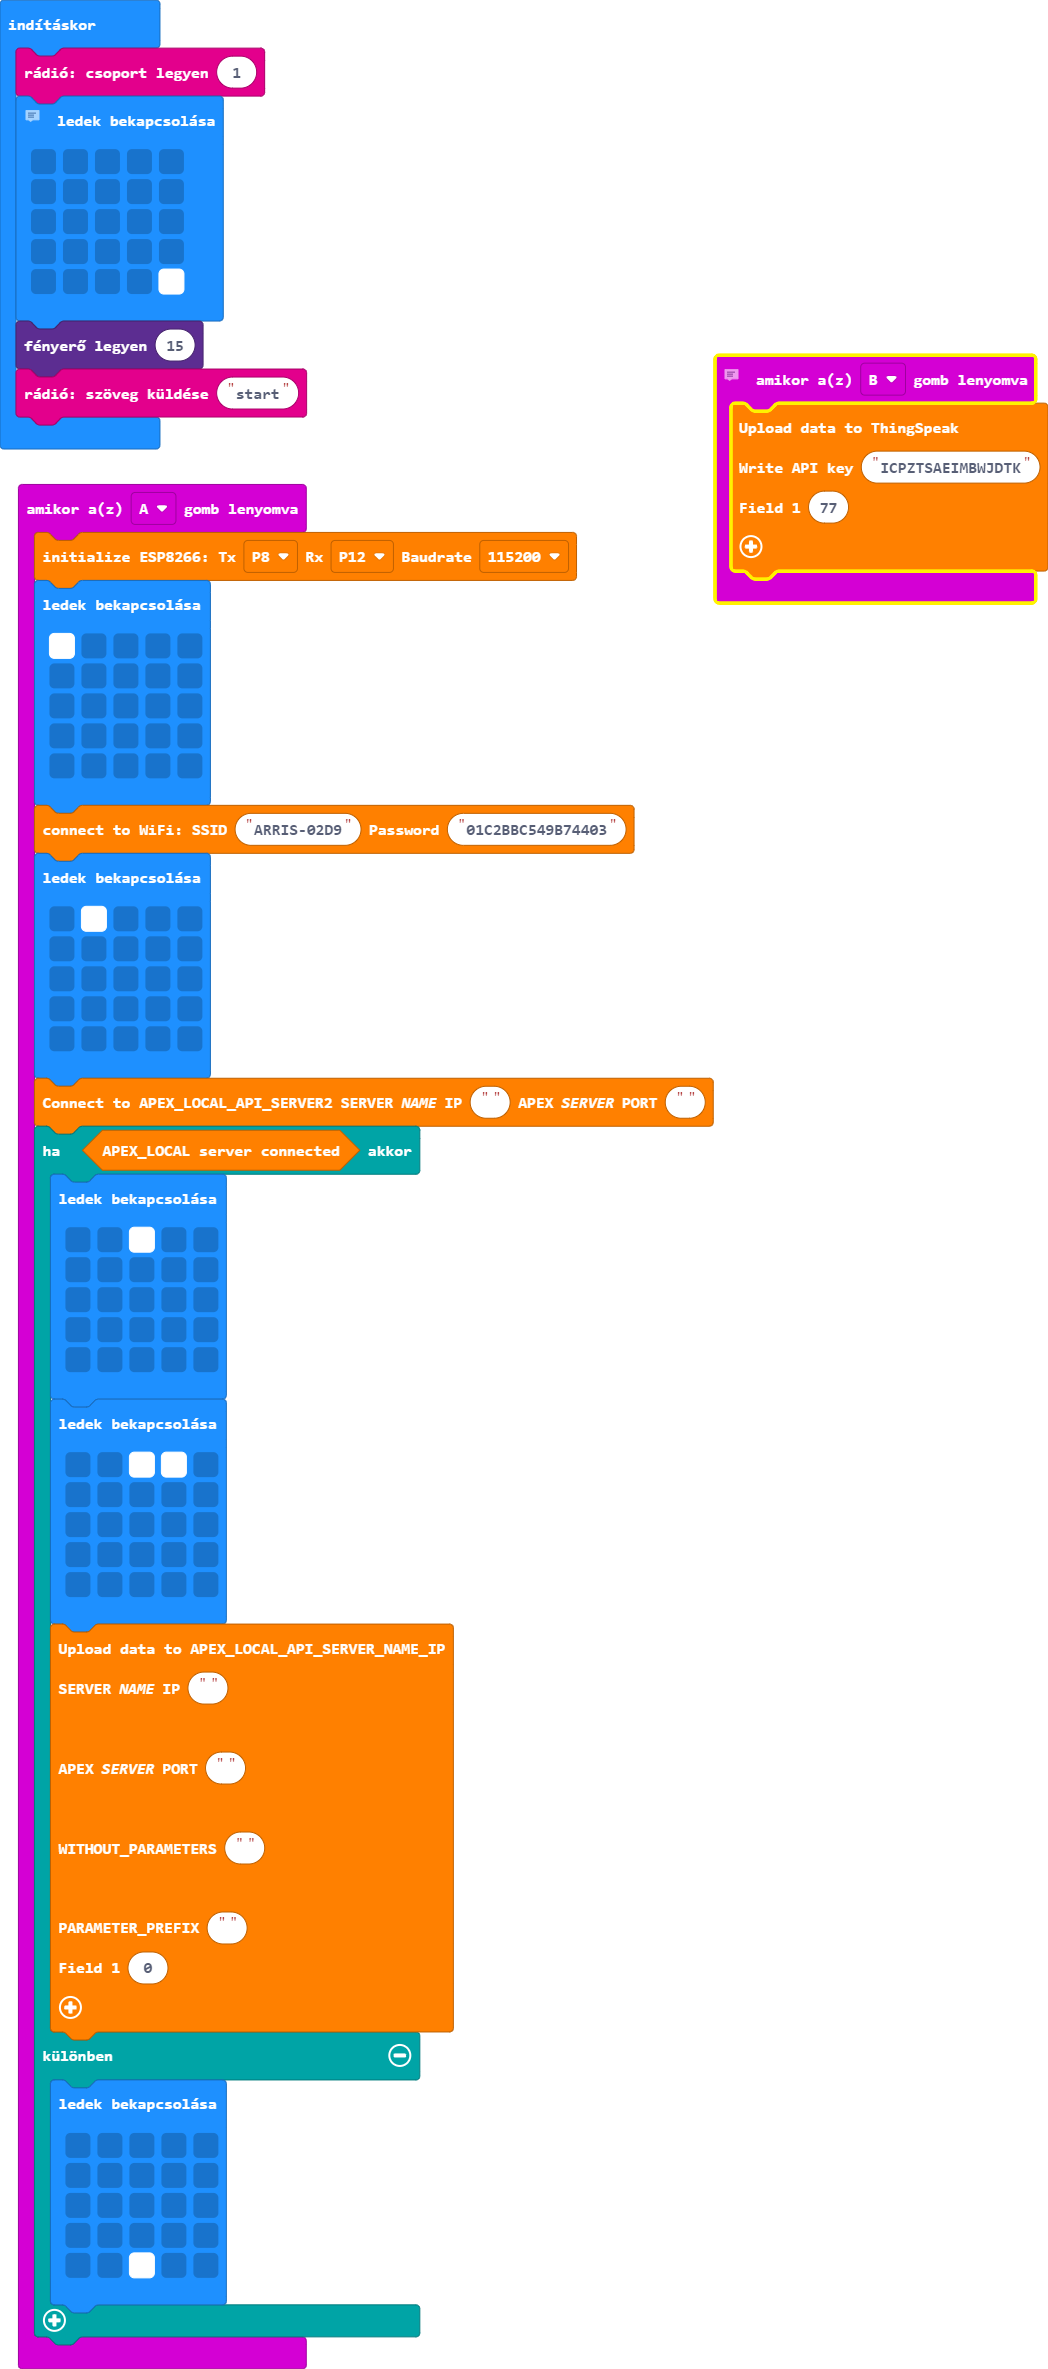 indításkor
rádió: csoport legyen 1
ledek bekapcsolása
fényerő legyen 15
rádió: szöveg küldése "start"
amikor a(z) B gomb lenyomva
Upload data to ThingSpeak
Write API key "ICPZTSAEIMBWJDTK"
Field 1 77
amikor a(z) A gomb lenyomva
initialize ESP8266: Tx P8 Rx P12 Baudrate 115200
ledek bekapcsolása
connect to WiFi: SSID "ARRIS-02D9" Password "01C2BBC549B74403"
ledek bekapcsolása
Connect to APEX_LOCAL_API_SERVER2 SERVER NAME IP "" APEX SERVER PORT ""
ha APEX_LOCAL server connected akkor
ledek bekapcsolása
ledek bekapcsolása
Upload data to APEX_LOCAL_API_SERVER_NAME_IP
SERVER NAME IP ""
APEX SERVER PORT ""
WITHOUT_PARAMETERS ""
PARAMETER_PREFIX ""
Field 1 0
különben
ledek bekapcsolása